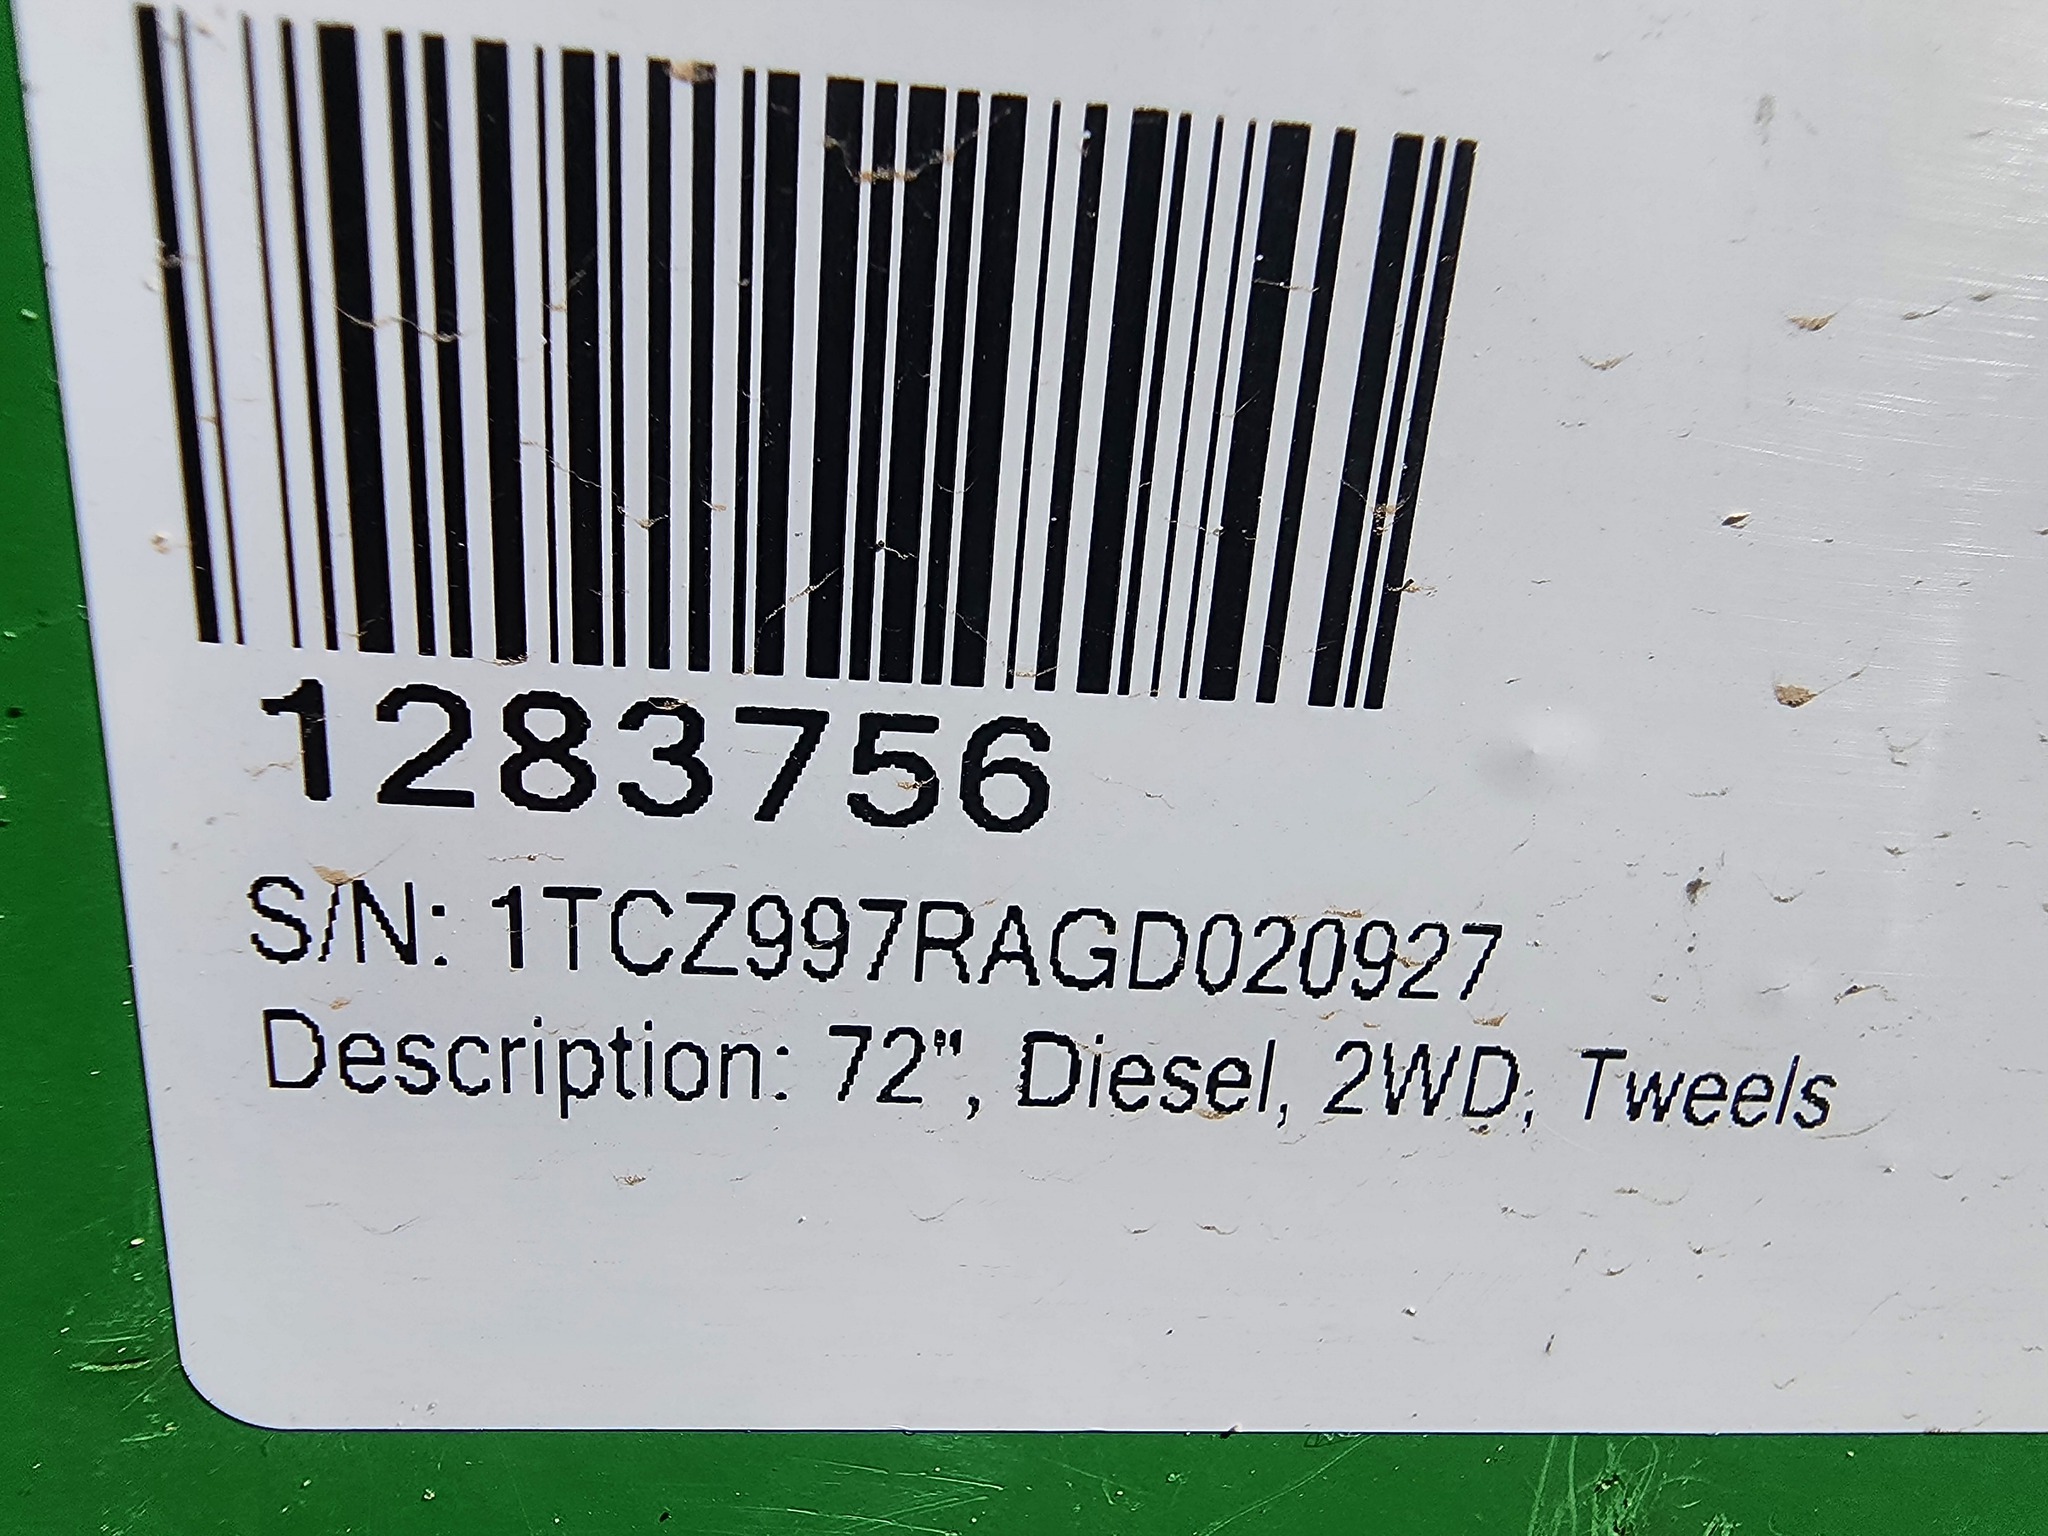 1283756
S/N: 1TCZ997RAGD020927
Description: 72", Diesel, 2WD, Tweels